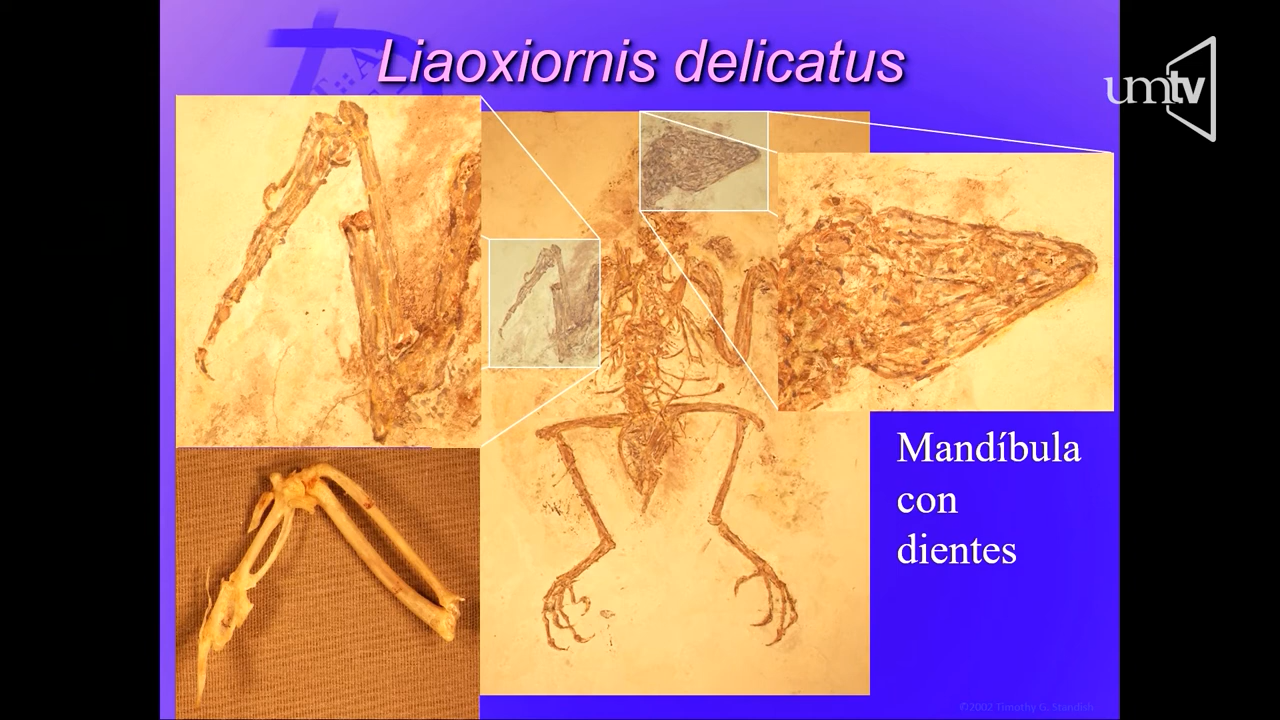 Liaoxiornis delicatus
umtv
Mandíbula
con
dientes
©2002 Timothy G. Standish